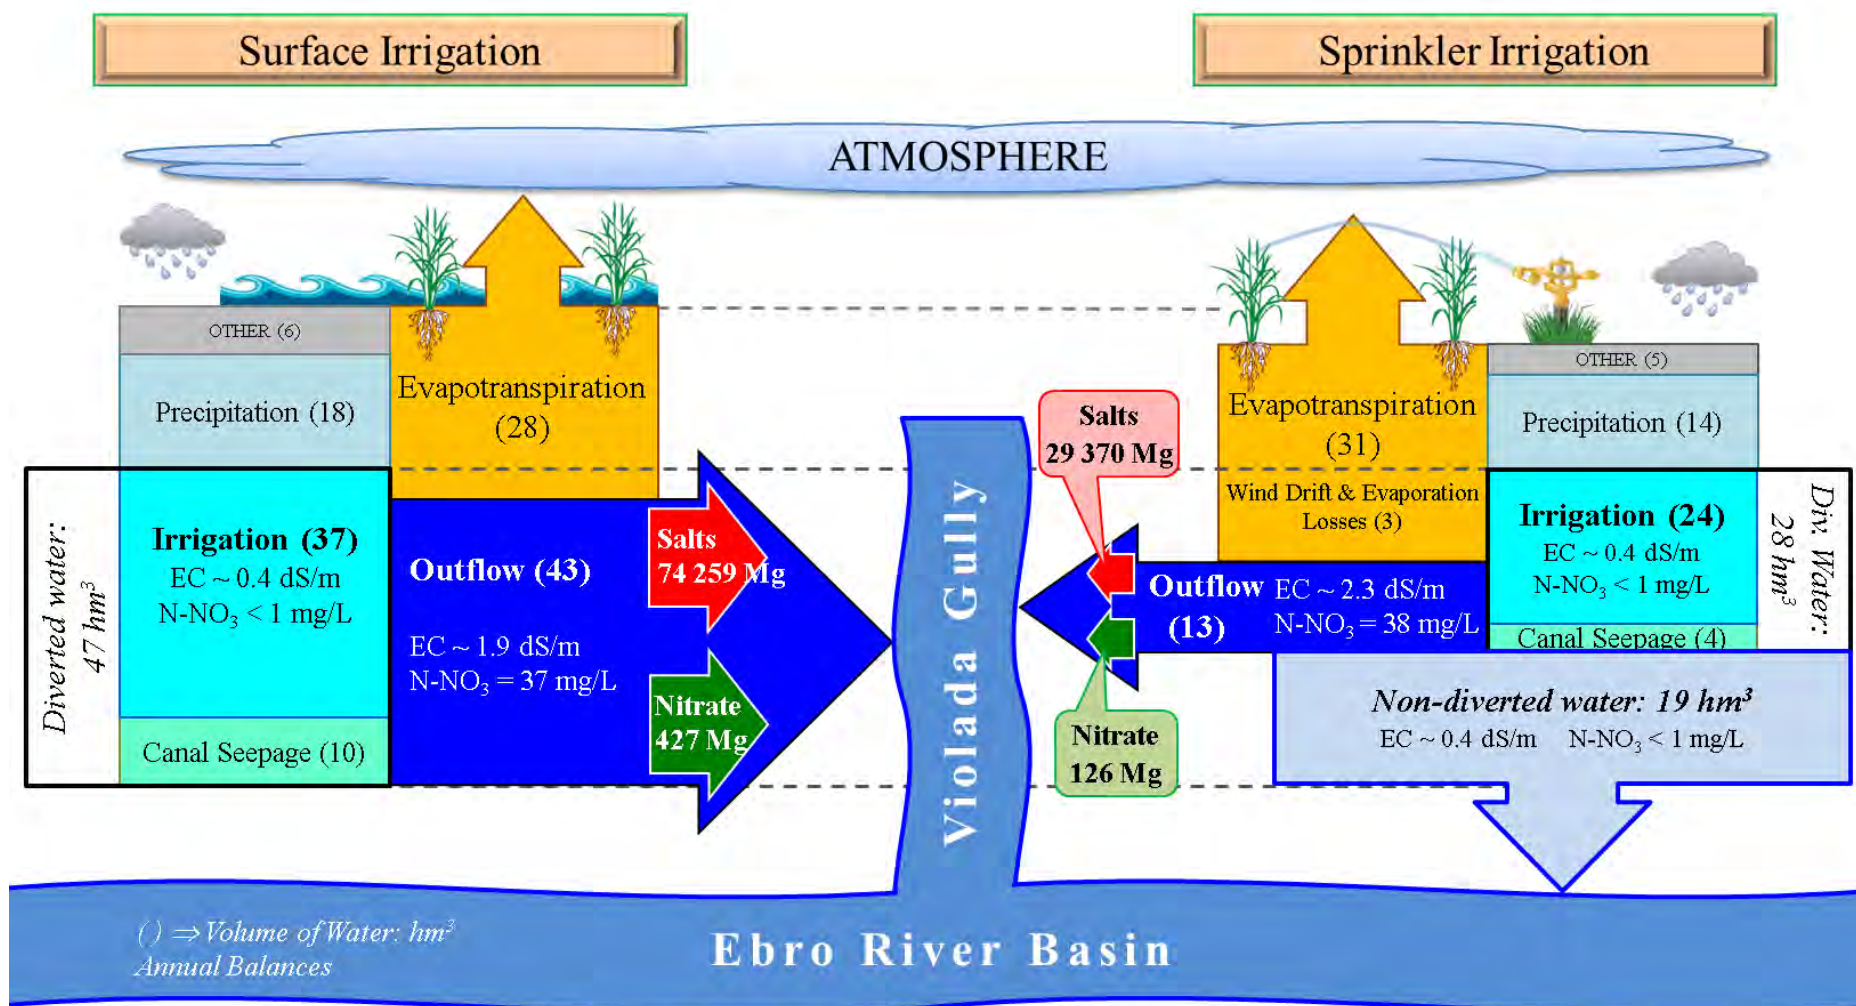 Surface Irrigation
Sprinkler Irrigation
ATMOSPHERE
OTHER (6)
Precipitation (18)
Diverted water:
47 hm³
Irrigation (37)
EC ~ 0.4 dS/m
N-NO₃ < 1 mg/L
Canal Seepage (10)
Evapotranspiration
(28)
Outflow (43)
EC ~ 1.9 dS/m
N-NO₃ = 37 mg/L
Salts
74 259 Mg
Nitrate
427 Mg
Violada Gully
Salts
29 370 Mg
Nitrate
126 Mg
Evapotranspiration
(31)
Wind Drift & Evaporation
Losses (3)
Outflow
(13)
EC ~ 2.3 dS/m
N-NO₃ = 38 mg/L
OTHER (5)
Precipitation (14)
Irrigation (24)
EC ~ 0.4 dS/m
N-NO₃ < 1 mg/L
Canal Seepage (4)
Div. Water:
28 hm³
Non-diverted water: 19 hm³
EC ~ 0.4 dS/m N-NO₃ < 1 mg/L
( ) ⇒ Volume of Water: hm³
Annual Balances
Ebro River Basin